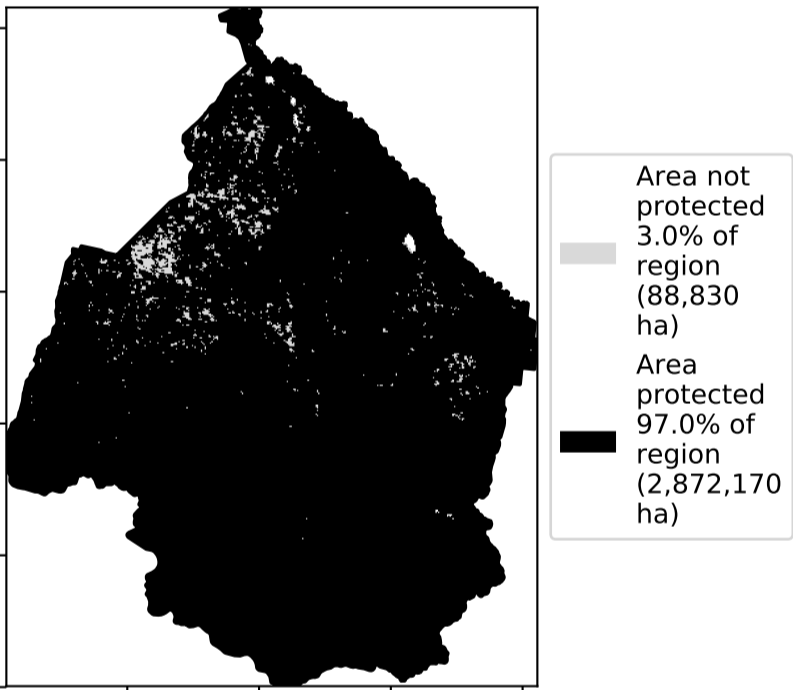 Area not
protected
3.0% of
region
(88,830
ha)
Area
protected
97.0% of
region
(2,872,170
ha)